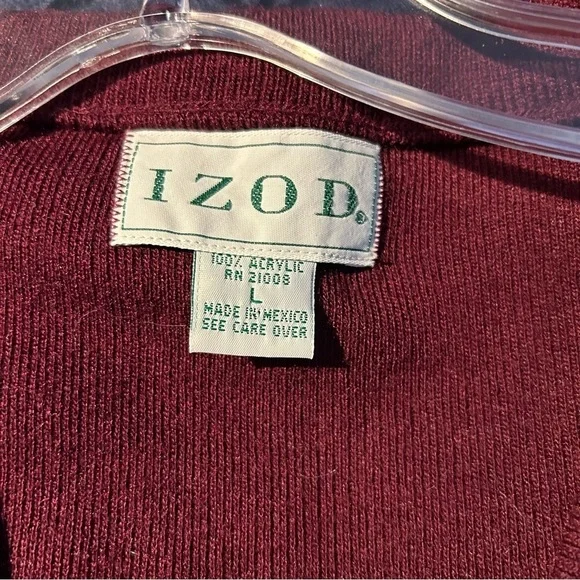 IZOD®
100% ACRYLIC
RN 21008
L
MADE IN MEXICO
SEE CARE OVER